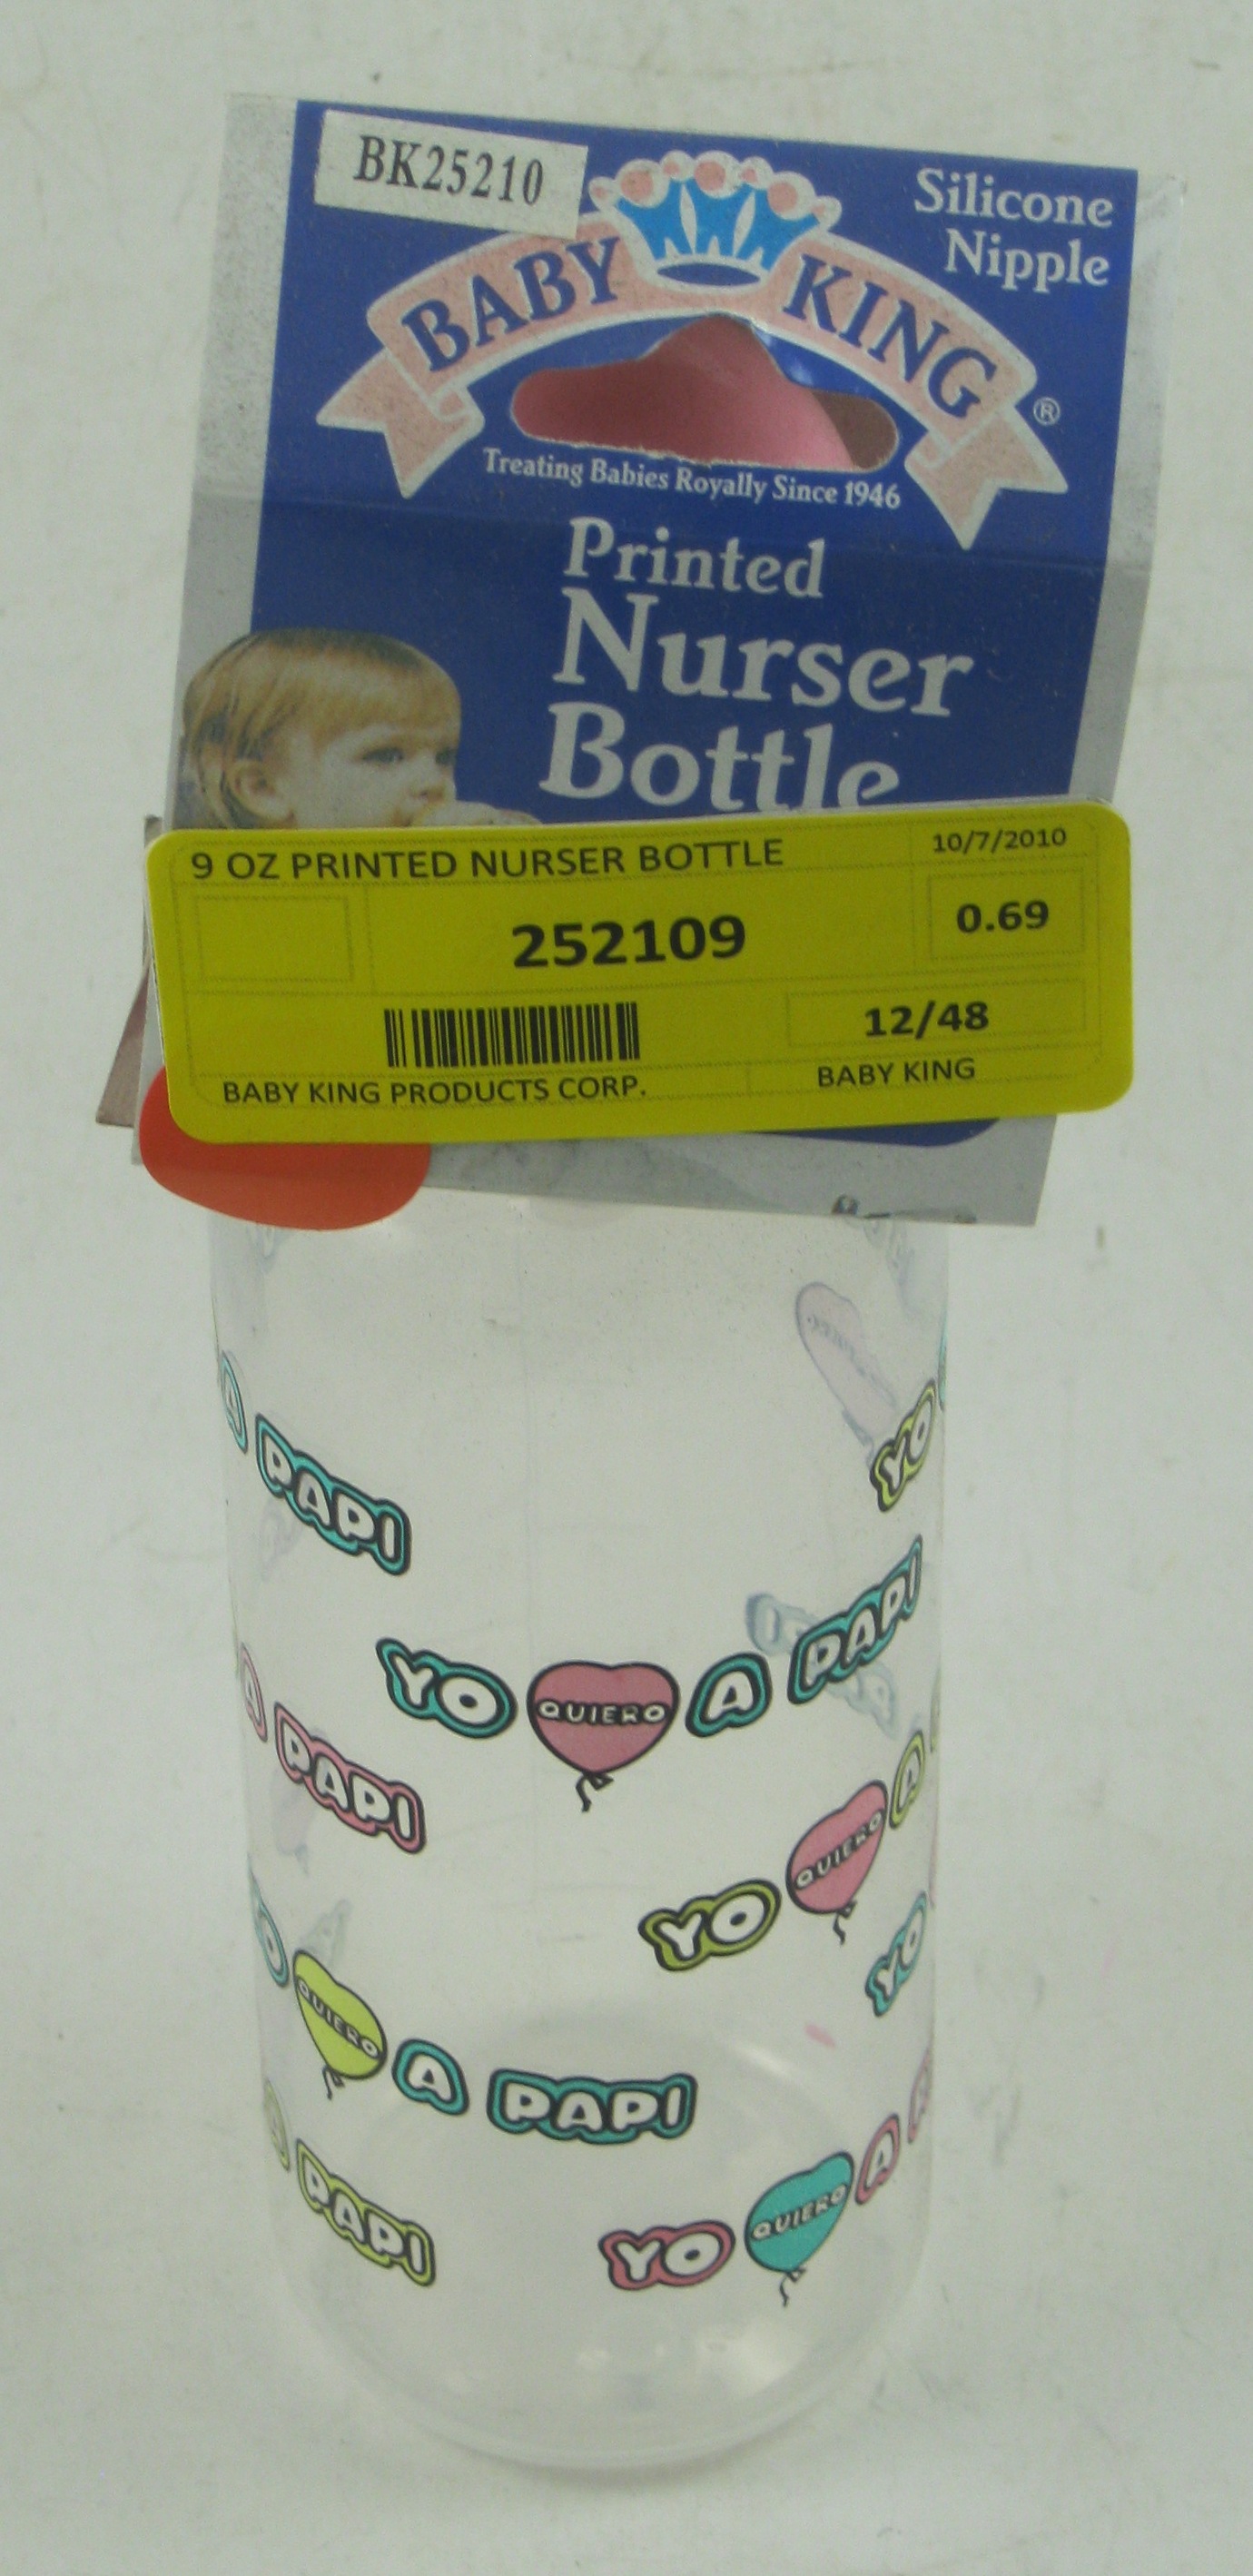 BK25210
Silicone
Nipple
BABY KING ®
Treating Babies Royally Since 1946
Printed
Nurser
Bottle
9 OZ PRINTED NURSER BOTTLE
10/7/2010
252109
0.69
12/48
BABY KING PRODUCTS CORP.
BABY KING
A PAPI
YO
YO QUIERO A PAPI
A PAPI
YO QUIERO A
YO
YO QUIERO A PAPI
A PAPI
YO QUIERO A